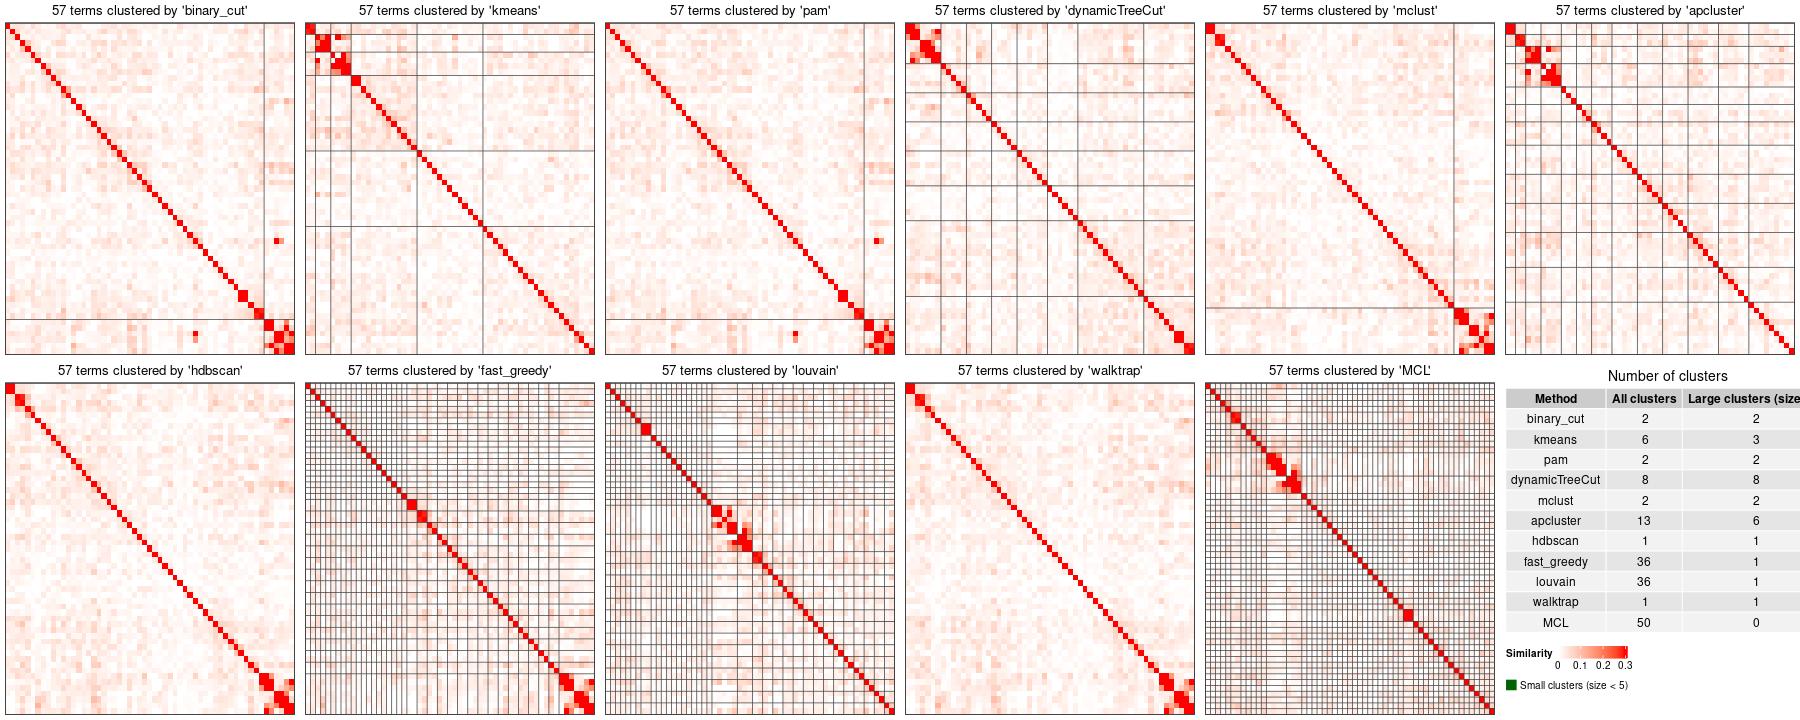 57 terms clustered by 'binary_cut'
57 terms clustered by 'kmeans'
57 terms clustered by 'pam'
57 terms clustered by 'dynamicTreeCut'
57 terms clustered by 'mclust'
57 terms clustered by 'apcluster'
57 terms clustered by 'hdbscan'
57 terms clustered by 'fast_greedy'
57 terms clustered by 'louvain'
57 terms clustered by 'walktrap'
57 terms clustered by 'MCL'
Number of clusters
Method All clusters Large clusters (size
binary_cut 2 2
kmeans 6 3
pam 2 2
dynamicTreeCut 8 8
mclust 2 2
apcluster 13 6
hdbscan 1 1
fast_greedy 36 1
louvain 36 1
walktrap 1 1
MCL 50 0
Similarity
0 0.1 0.2 0.3
Small clusters (size < 5)